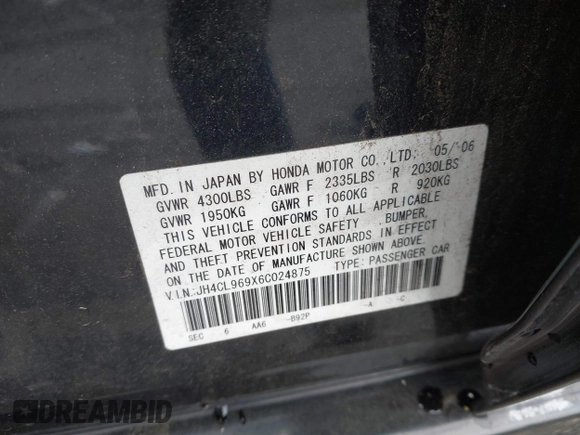 MFD. IN JAPAN BY HONDA MOTOR CO., LTD. 05/'06
GVWR 4300LBS GAWR F 2335LBS R 2030LBS
GVWR 1950KG GAWR F 1060KG R 920KG
THIS VEHICLE CONFORMS TO ALL APPLICABLE
FEDERAL MOTOR VEHICLE SAFETY BUMPER,
AND THEFT PREVENTION STANDARDS IN EFFECT
ON THE DATE OF MANUFACTURE SHOWN ABOVE.
V.I.N.:JH4CL969X6C024875 TYPE: PASSENGER CAR
SEC 6 AA6 -B92P -A -C
DREAMBID